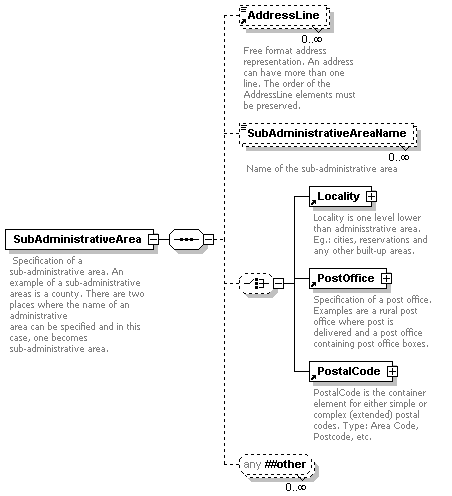 AddressLine
0..∞
Free format address
representation. An address
can have more than one
line. The order of the
AddressLine elements must
be preserved.
SubAdministrativeAreaName
0..∞
Name of the sub-administrative area
SubAdministrativeArea
Specification of a
sub-administrative area. An
example of a sub-administrative
areas is a county. There are two
places where the name of an
administrative
area can be specified and in this
case, one becomes
sub-administrative area.
Locality
Locality is one level lower
than adminisstrative area.
Eg.: cities, reservations and
any other built-up areas.
PostOffice
Specification of a post office.
Examples are a rural post
office where post is
delivered and a post office
containing post office boxes.
PostalCode
PostalCode is the container
element for either simple or
complex (extended) postal
codes. Type: Area Code,
Postcode, etc.
any ##other
0..∞